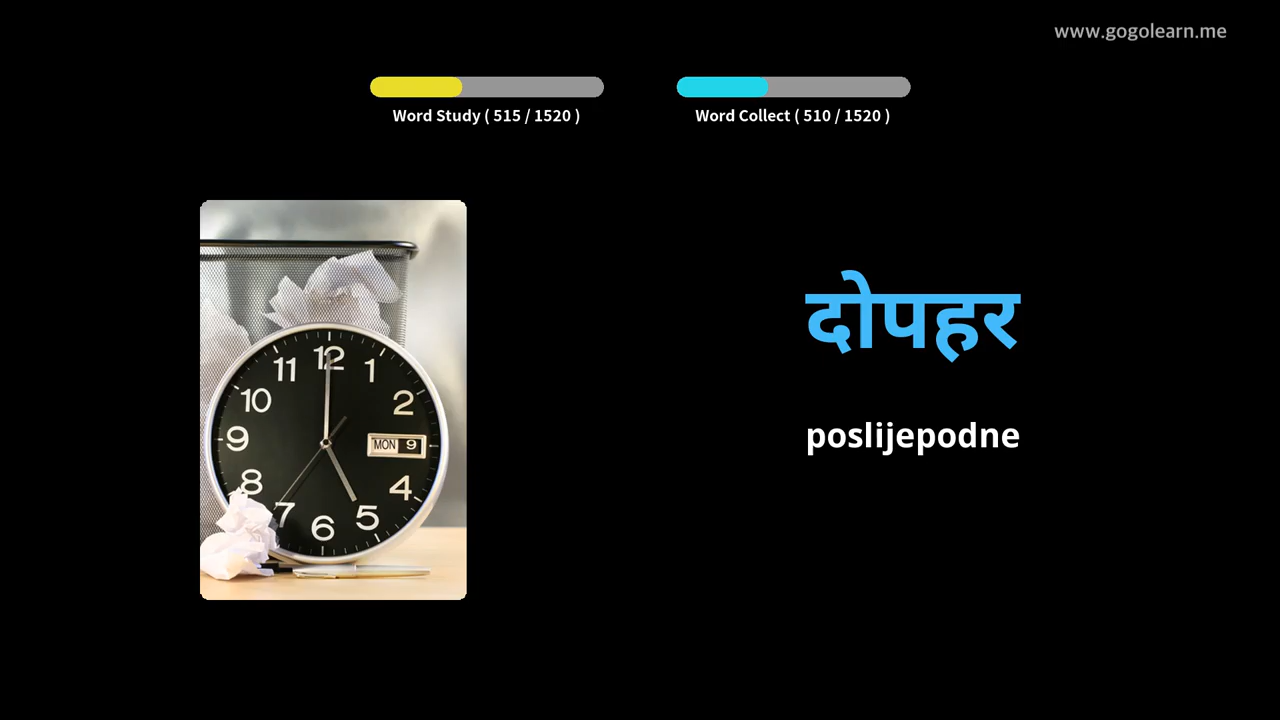 www.gogolearn.me
Word Study ( 515 / 1520 )
Word Collect ( 510 / 1520 )
12
11
1
10
2
9
MON 9
8
4
7
5
6
दोपहर
poslijepodne